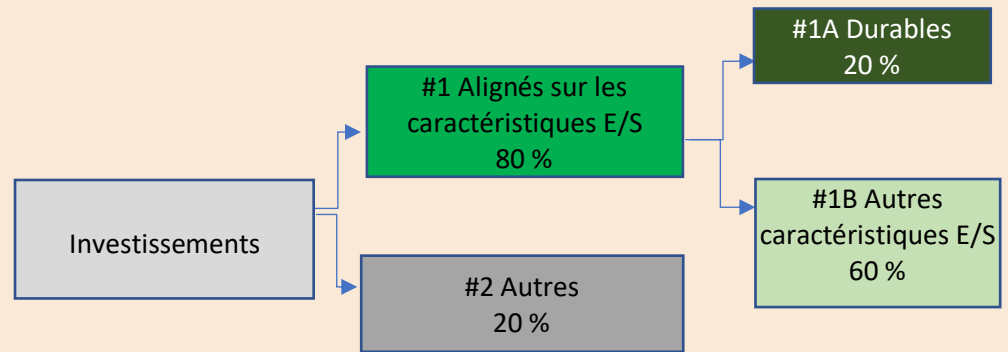 Investissements
#1 Alignés sur les
caractéristiques E/S
80 %
#2 Autres
20 %
#1A Durables
20 %
#1B Autres
caractéristiques E/S
60 %